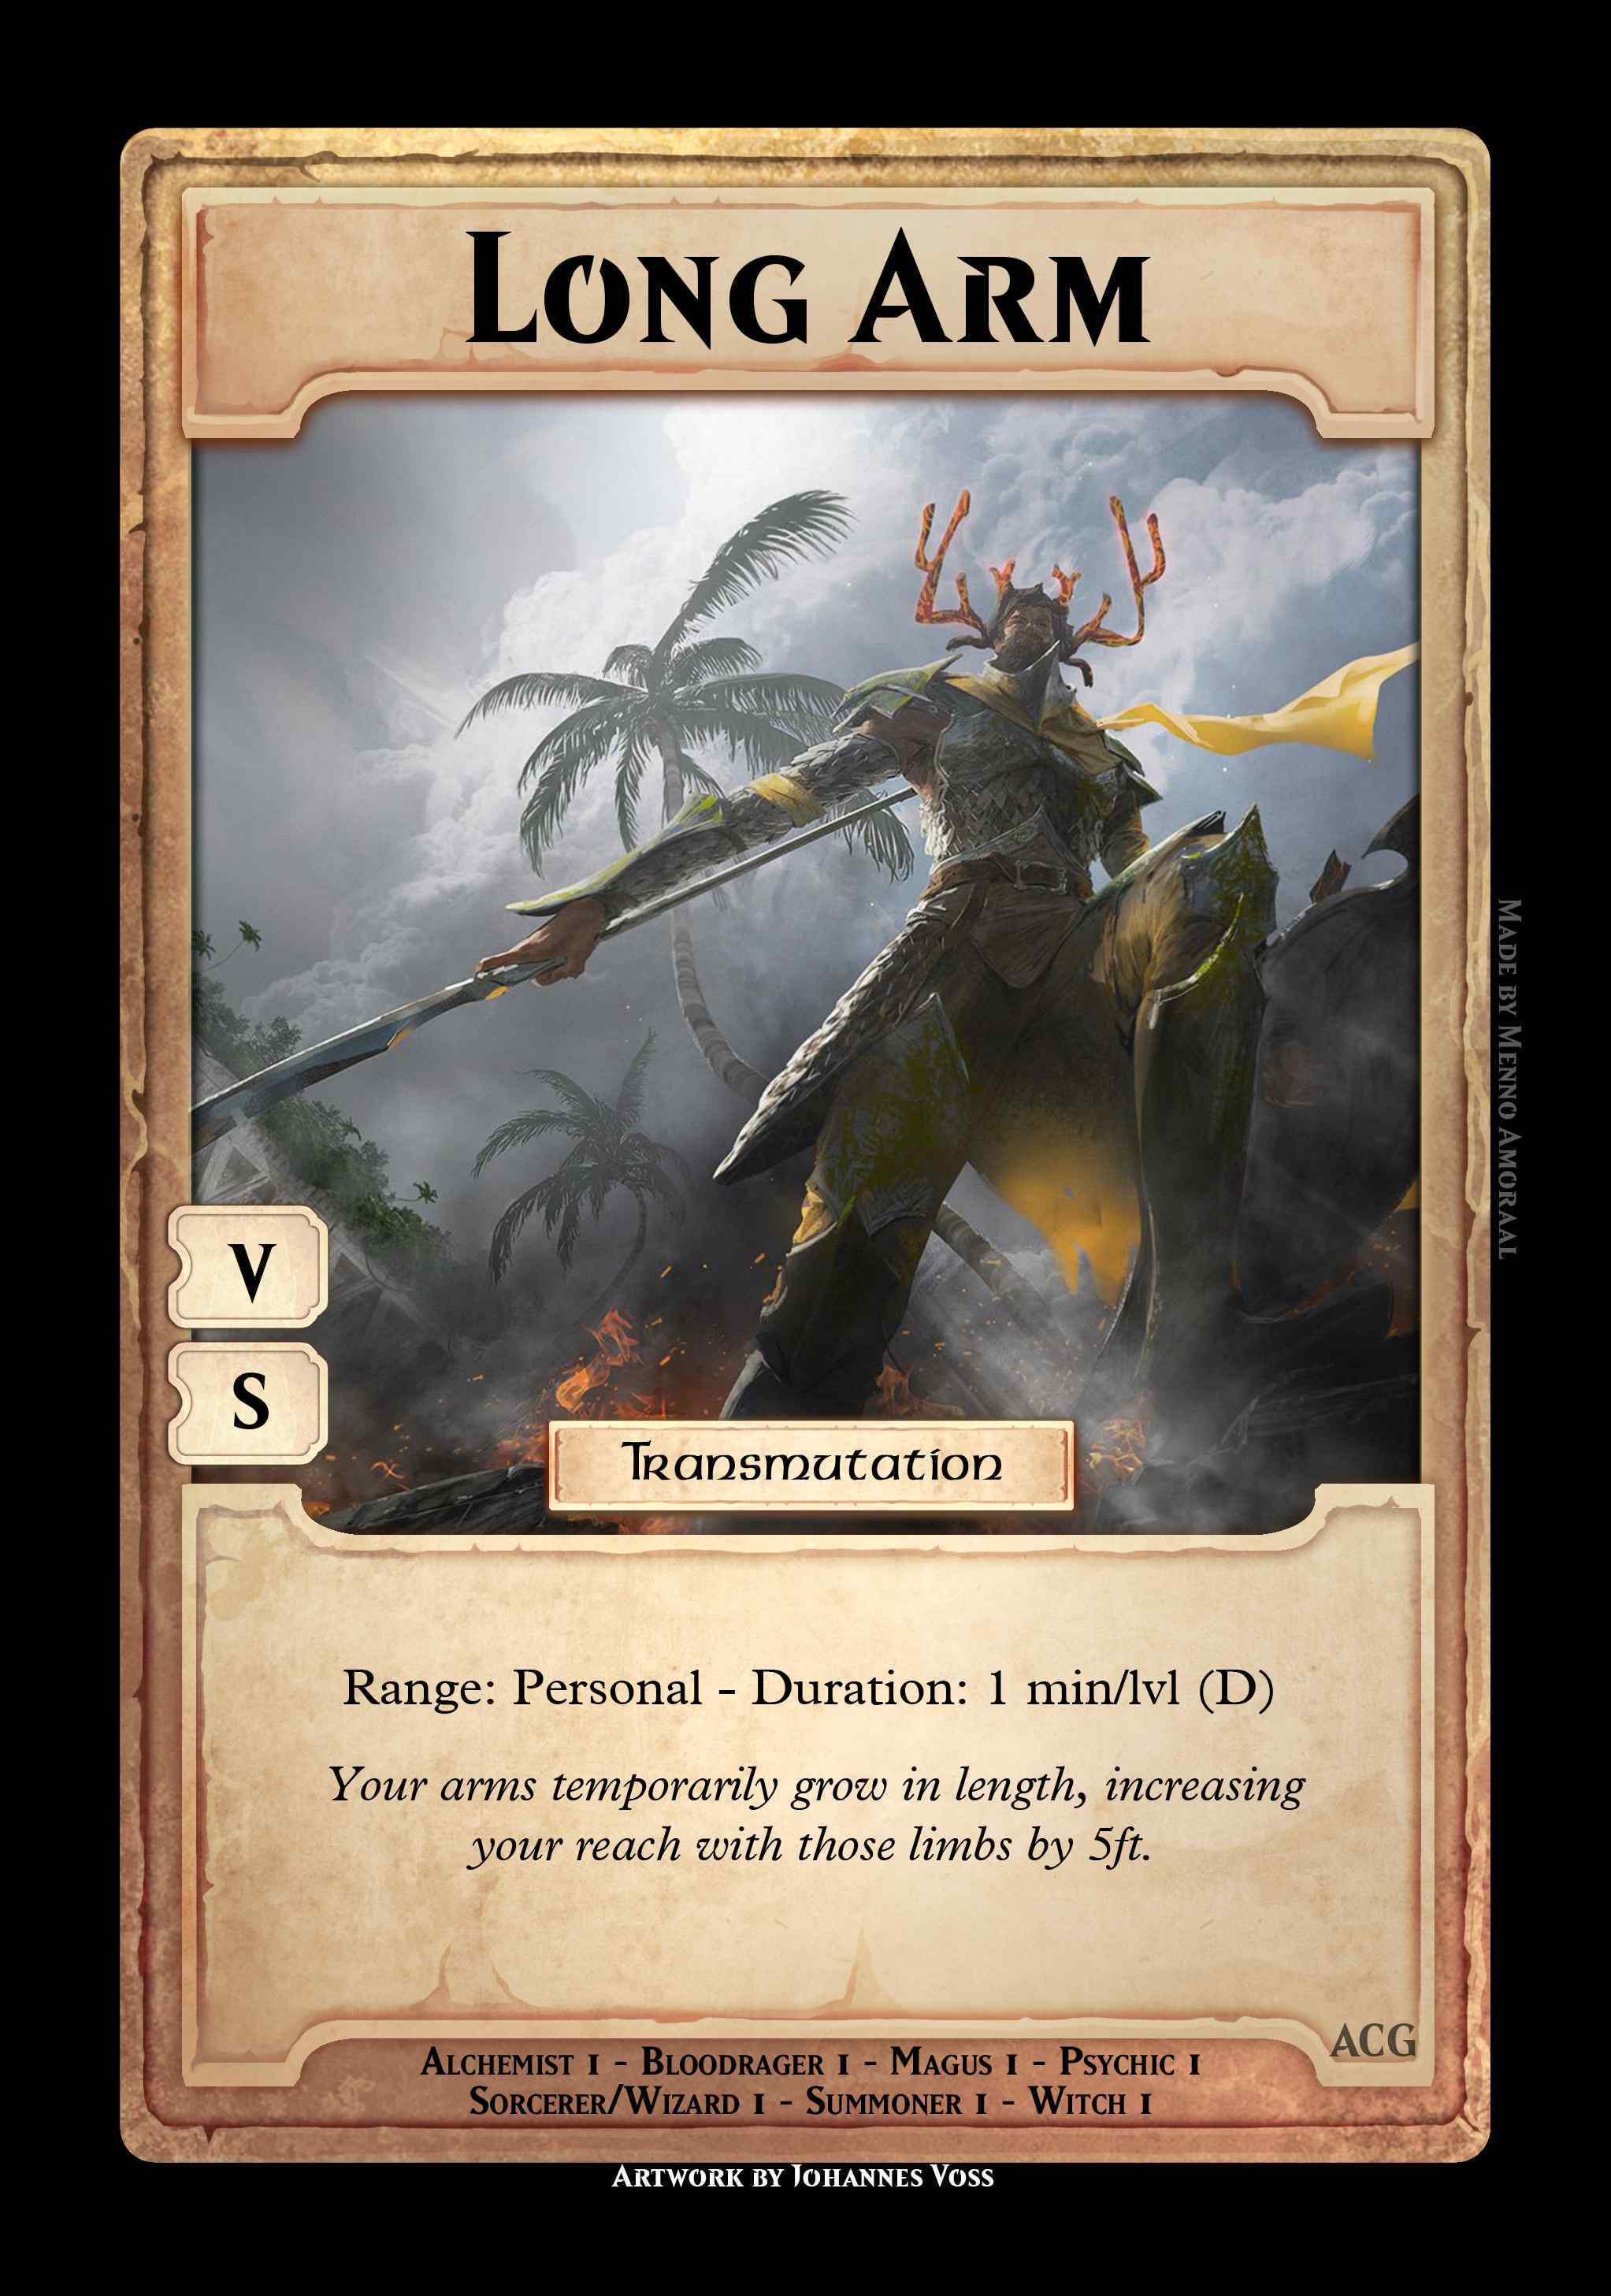 Long Arm
Made by Menno Amoraal
V
S
Transmutation
Range: Personal - Duration: 1 min/lvl (D)
Your arms temporarily grow in length, increasing
your reach with those limbs by 5ft.
ACG
Alchemist 1 - Bloodrager 1 - Magus 1 - Psychic 1
Sorcerer/Wizard 1 - Summoner 1 - Witch 1
Artwork by Johannes Voss